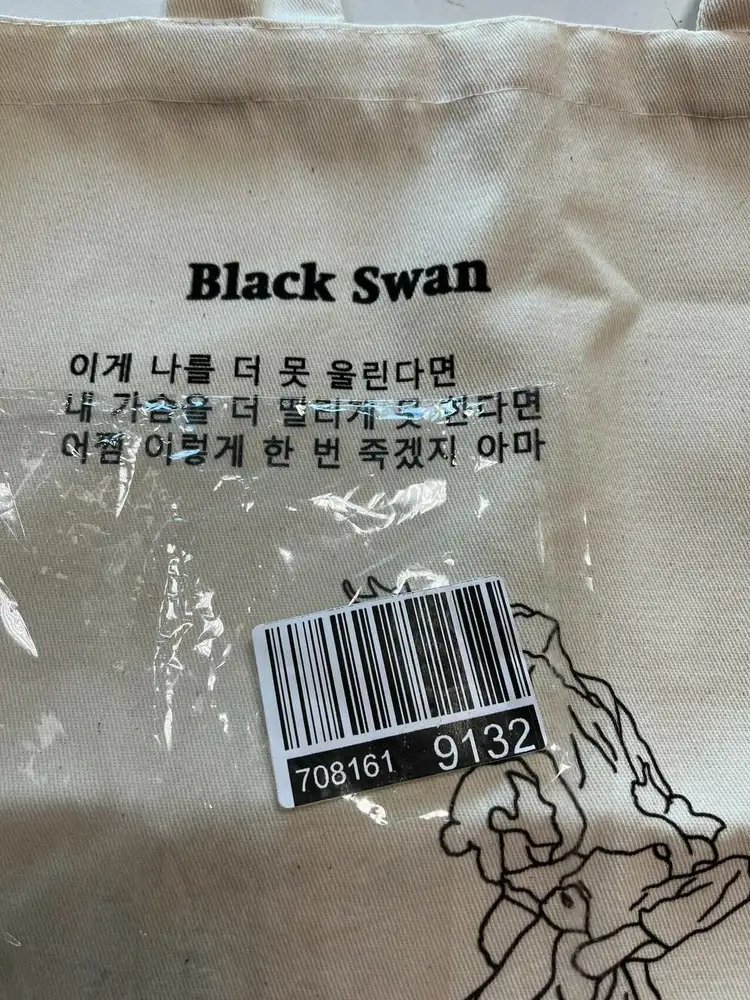 Black Swan
이게 나를 더 못 울린다면
내 가슴을 더 떨리게 못 한다면
어쩜 이렇게 한 번 죽겠지 아마
708161 9132